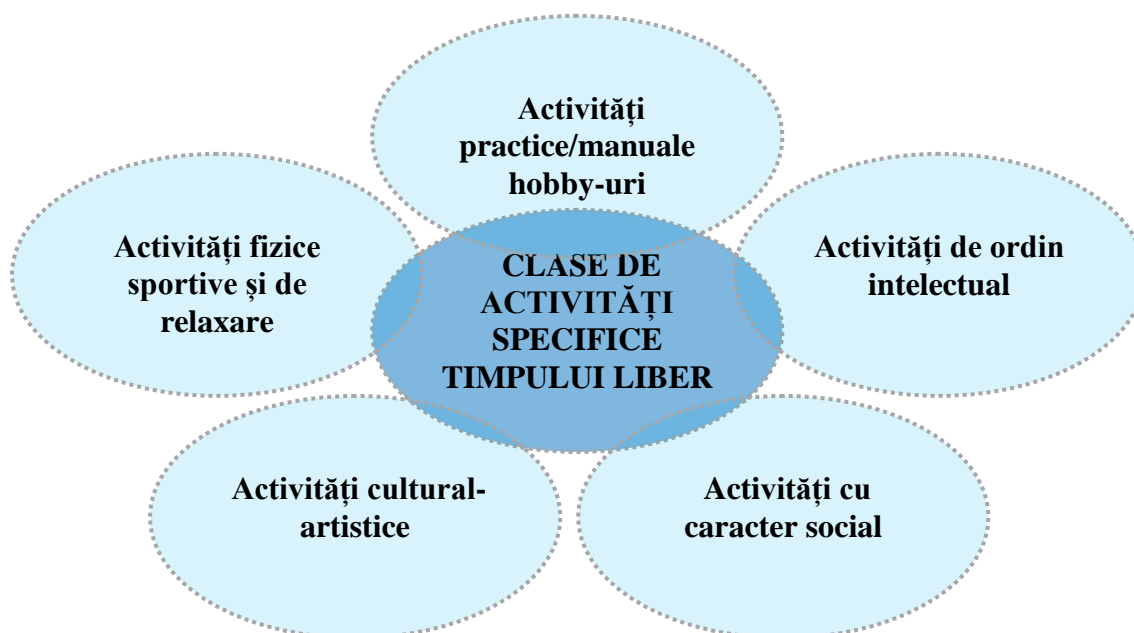 Activități
practice/manuale
hobby-uri
Activități fizice
sportive și de
relaxare
CLASE DE
ACTIVITĂȚI
SPECIFICE
TIMPULUI LIBER
Activități de ordin
intelectual
Activități cultural-
artistice
Activități cu
caracter social